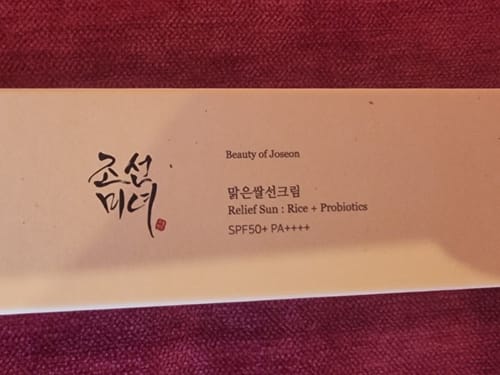 조선
미녀
Beauty of Joseon
맑은쌀선크림
Relief Sun : Rice + Probiotics
SPF50+ PA++++